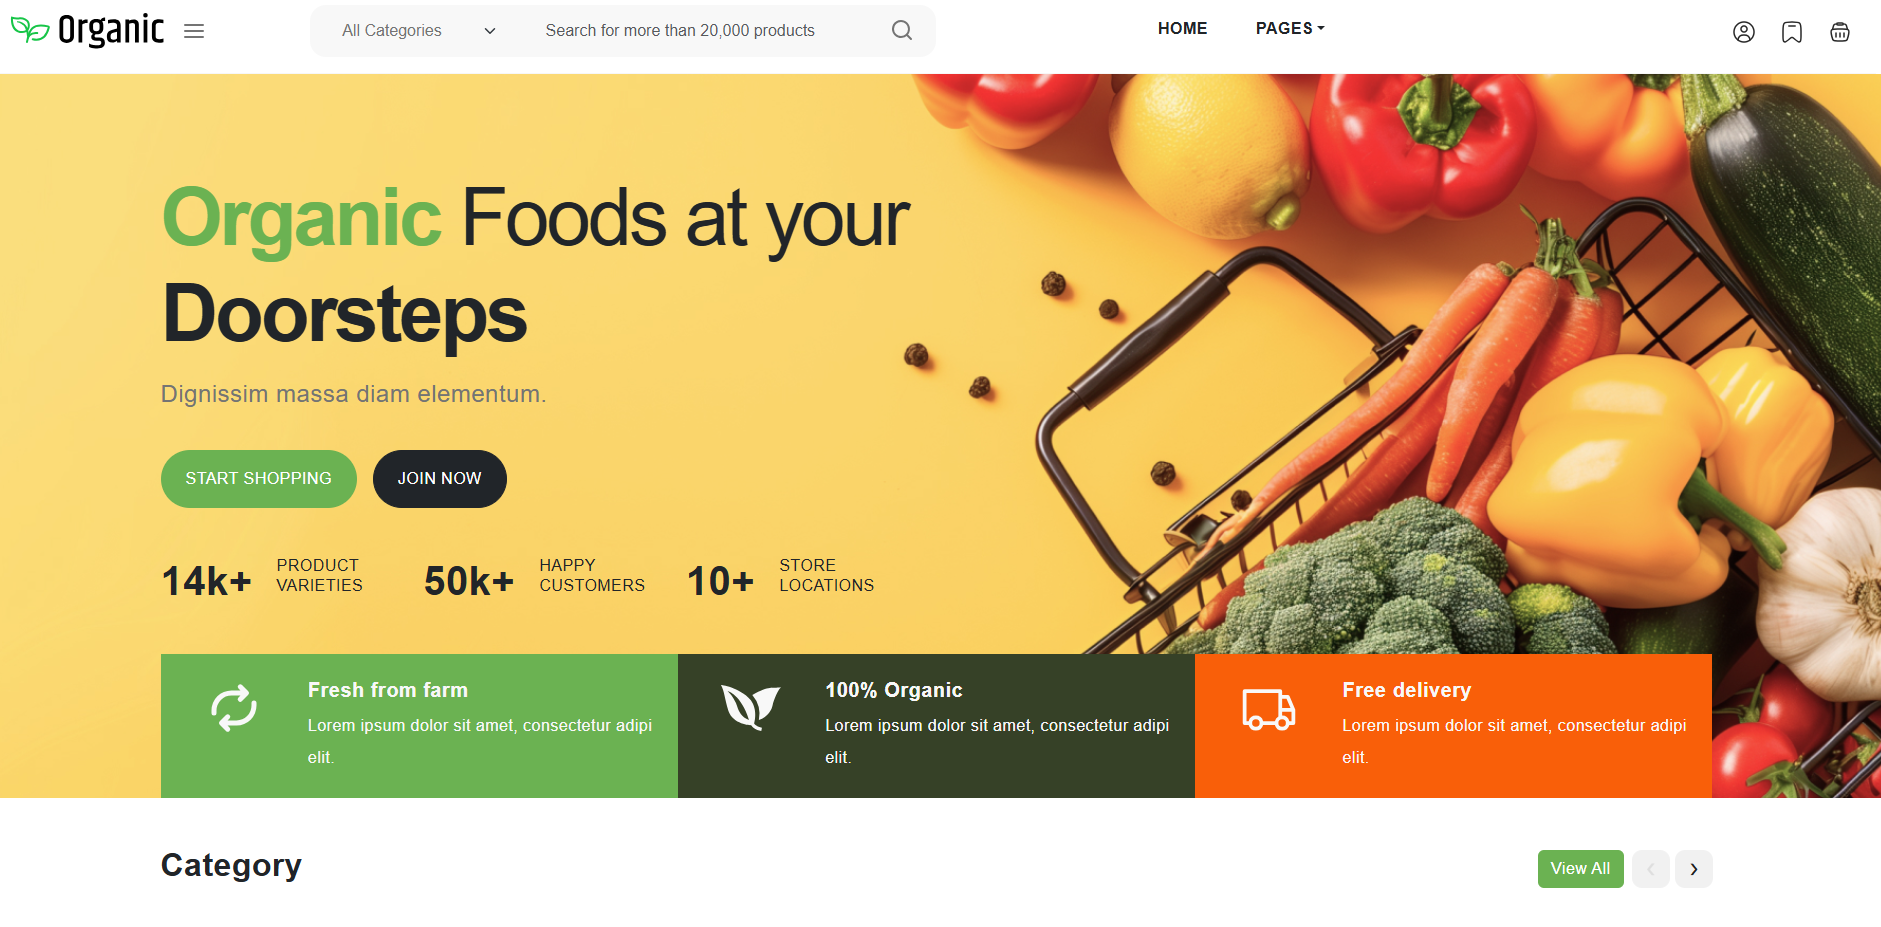 Organic
All Categories
Search for more than 20,000 products
HOME
PAGES
Organic Foods at your
Doorsteps
Dignissim massa diam elementum.
START SHOPPING
JOIN NOW
14k+
PRODUCT
VARIETIES
50k+
HAPPY
CUSTOMERS
10+
STORE
LOCATIONS
Fresh from farm
Lorem ipsum dolor sit amet, consectetur adipi
elit.
100% Organic
Lorem ipsum dolor sit amet, consectetur adipi
elit.
Free delivery
Lorem ipsum dolor sit amet, consectetur adipi
elit.
Category
View All